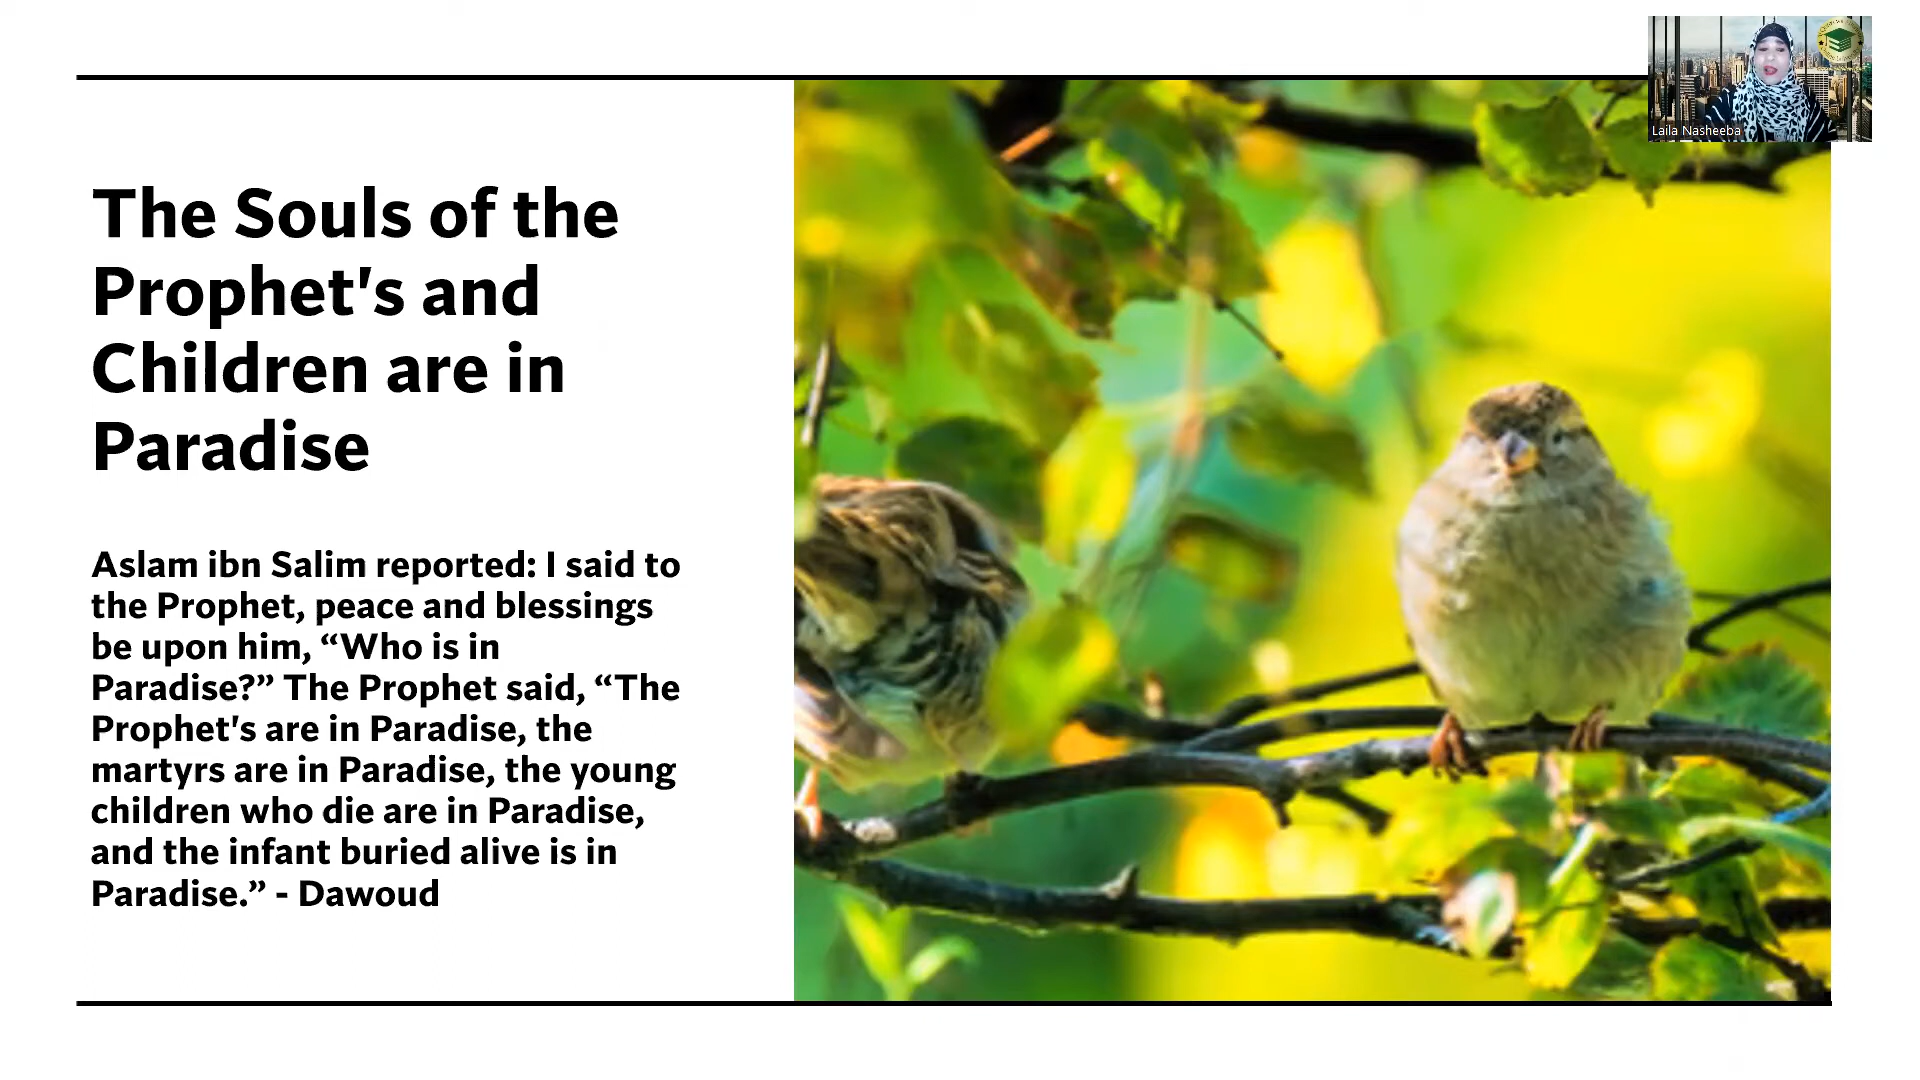 Laila Nasheeba
The Souls of the
Prophet's and
Children are in
Paradise
Aslam ibn Salim reported: I said to
the Prophet, peace and blessings
be upon him, “Who is in
Paradise?” The Prophet said, “The
Prophet's are in Paradise, the
martyrs are in Paradise, the young
children who die are in Paradise,
and the infant buried alive is in
Paradise.” - Dawoud